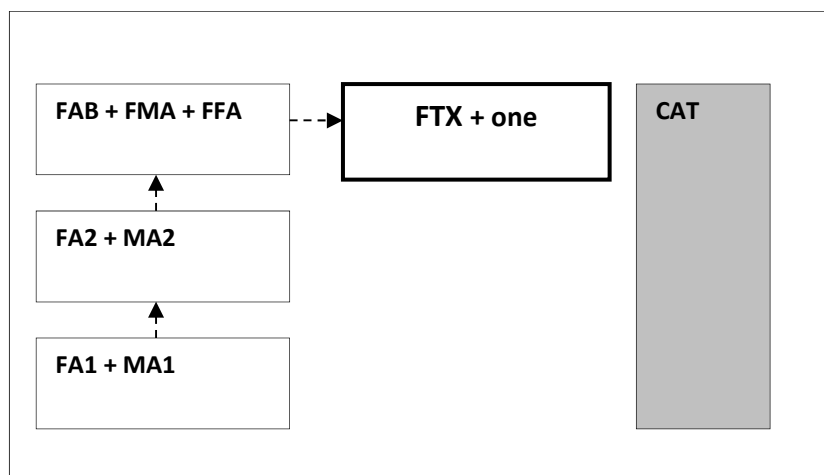 FAB + FMA + FFA
FTX + one
CAT
FA2 + MA2
FA1 + MA1